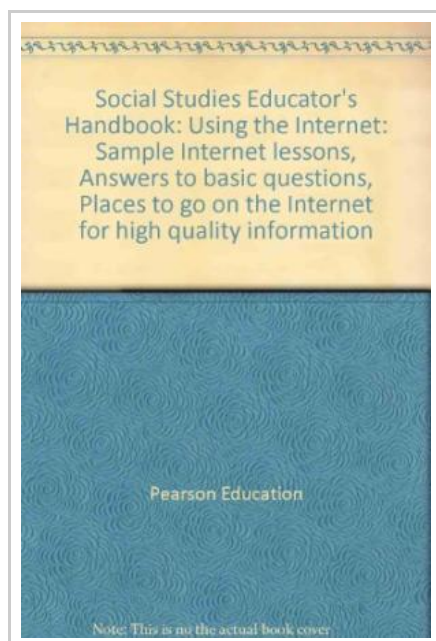 Social Studies Educator's
Handbook: Using the Internet:
Sample Internet lessons,
Answers to basic questions,
Places to go on the Internet
for high quality information
Pearson Education
Note: This is no the actual book cover